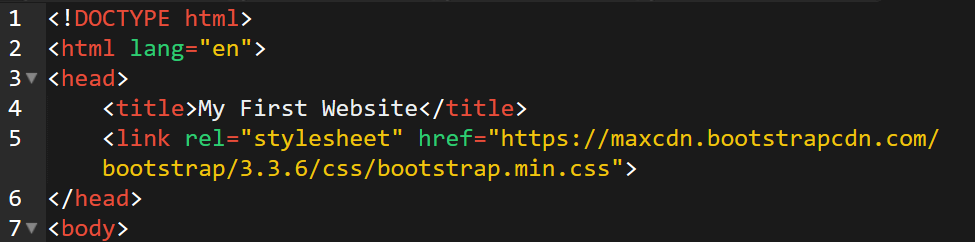 1 <!DOCTYPE html>
2 <html lang="en">
3 <head>
4     <title>My First Website</title>
5     <link rel="stylesheet" href="https://maxcdn.bootstrapcdn.com/
    bootstrap/3.3.6/css/bootstrap.min.css">
6 </head>
7 <body>